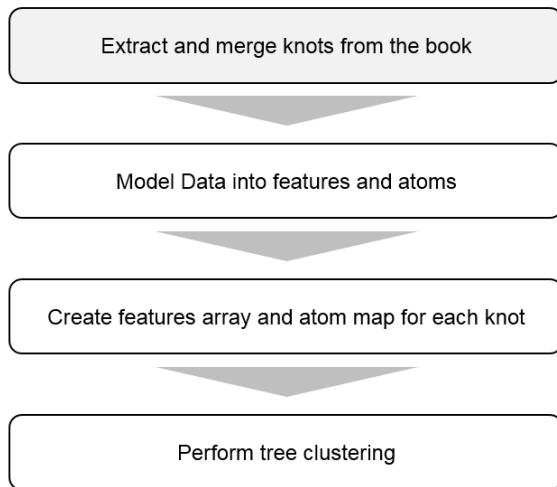 Extract and merge knots from the book
Model Data into features and atoms
Create features array and atom map for each knot
Perform tree clustering